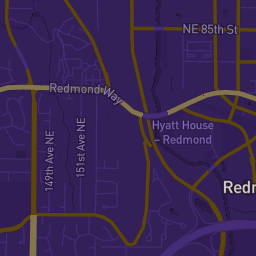 NE 85th St
Redmond Way
Hyatt House
- Redmond
149th Ave NE
151st Ave NE
Redm